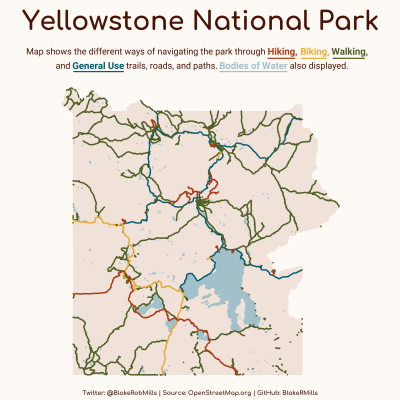 Yellowstone National Park
Map shows the different ways of navigating the park through Hiking, Biking, Walking,
and General Use trails, roads, and paths. Bodies of Water also displayed.
Twitter: @BlakeRobMills | Source: OpenStreetMap.org | GitHub: BlakeRMills